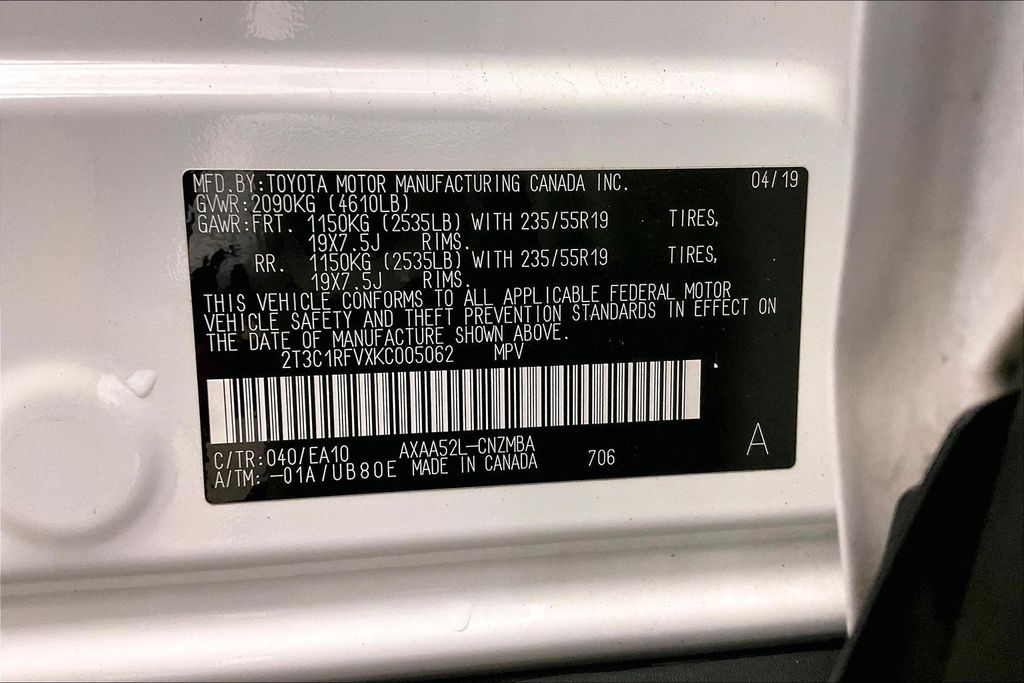 MFD.BY:TOYOTA MOTOR MANUFACTURING CANADA INC. 04/19
GVWR:2090KG (4610LB)
GAWR:FRT. 1150KG (2535LB) WITH 235/55R19 TIRES,
19X7.5J RIMS.
RR. 1150KG (2535LB) WITH 235/55R19 TIRES,
19X7.5J RIMS.
THIS VEHICLE CONFORMS TO ALL APPLICABLE FEDERAL MOTOR
VEHICLE SAFETY AND THEFT PREVENTION STANDARDS IN EFFECT ON
THE DATE OF MANUFACTURE SHOWN ABOVE.
2T3C1RFVXKC005062 MPV
C/TR:040/EA10 AXAA52L-CNZMBA
A/TM:-01A/UB80E MADE IN CANADA 706 A